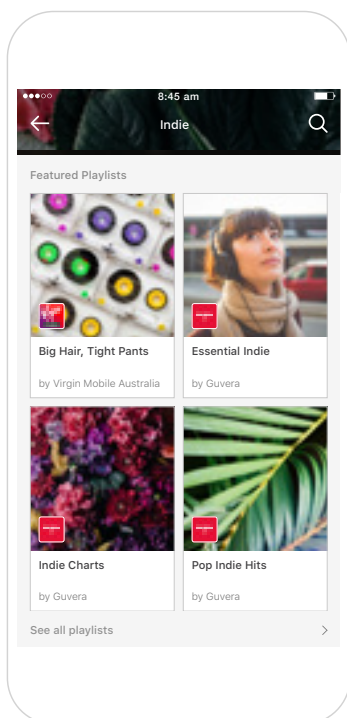 8:45 am
Indie
Featured Playlists
Big Hair, Tight Pants
by Virgin Mobile Australia
Essential Indie
by Guvera
Indie Charts
by Guvera
Pop Indie Hits
by Guvera
See all playlists